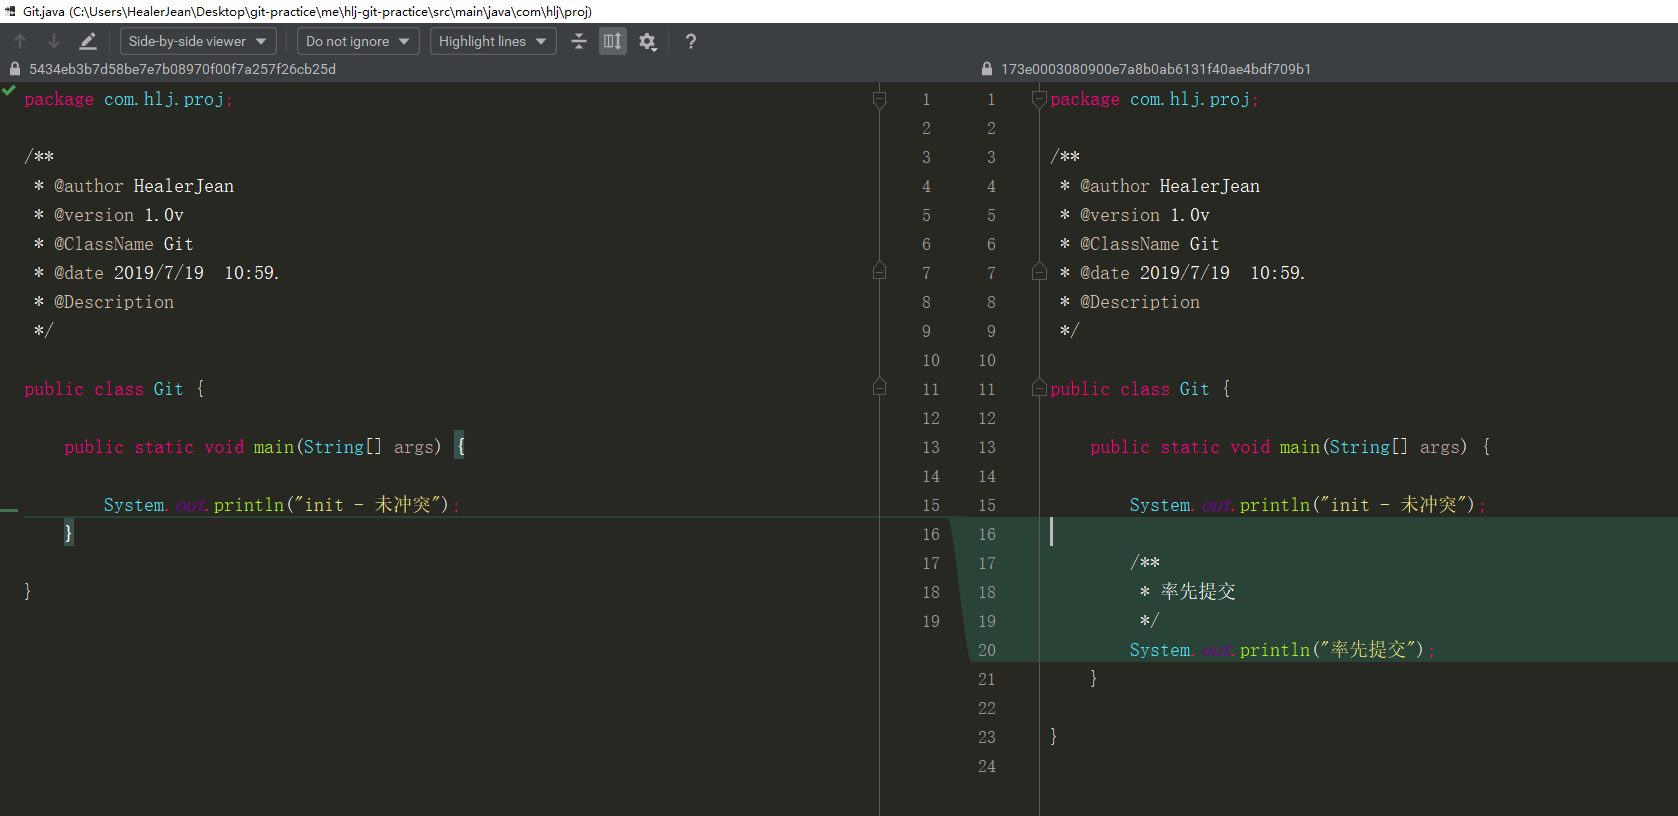 Git.java (C:\Users\HealerJean\Desktop\git-practice\me\hlj-git-practice\src\main\java\com\hlj\proj)
Side-by-side viewer Do not ignore Highlight lines ?
5434eb3b7d58be7e7b08970f00f7a257f26cb25d
173e0003080900e7a8b0ab6131f40ae4bdf709b1
package com.hlj.proj; 1
2
/** 3
* @author HealerJean 4
* @version 1.0v 5
* @ClassName Git 6
* @date 2019/7/19  10:59. 7
* @Description 8
*/ 9
10
public class Git { 11
12
public static void main(String[] args) { 13
14
System.out.println("init - 未冲突"); 15
} 16
17
} 18
19
1 package com.hlj.proj;
2
3 /**
4 * @author HealerJean
5 * @version 1.0v
6 * @ClassName Git
7 * @date 2019/7/19  10:59.
8 * @Description
9 */
10
11 public class Git {
12
13 public static void main(String[] args) {
14
15 System.out.println("init - 未冲突");
16
17 /**
18 * 率先提交
19 */
20 System.out.println("率先提交");
21 }
22
23 }
24